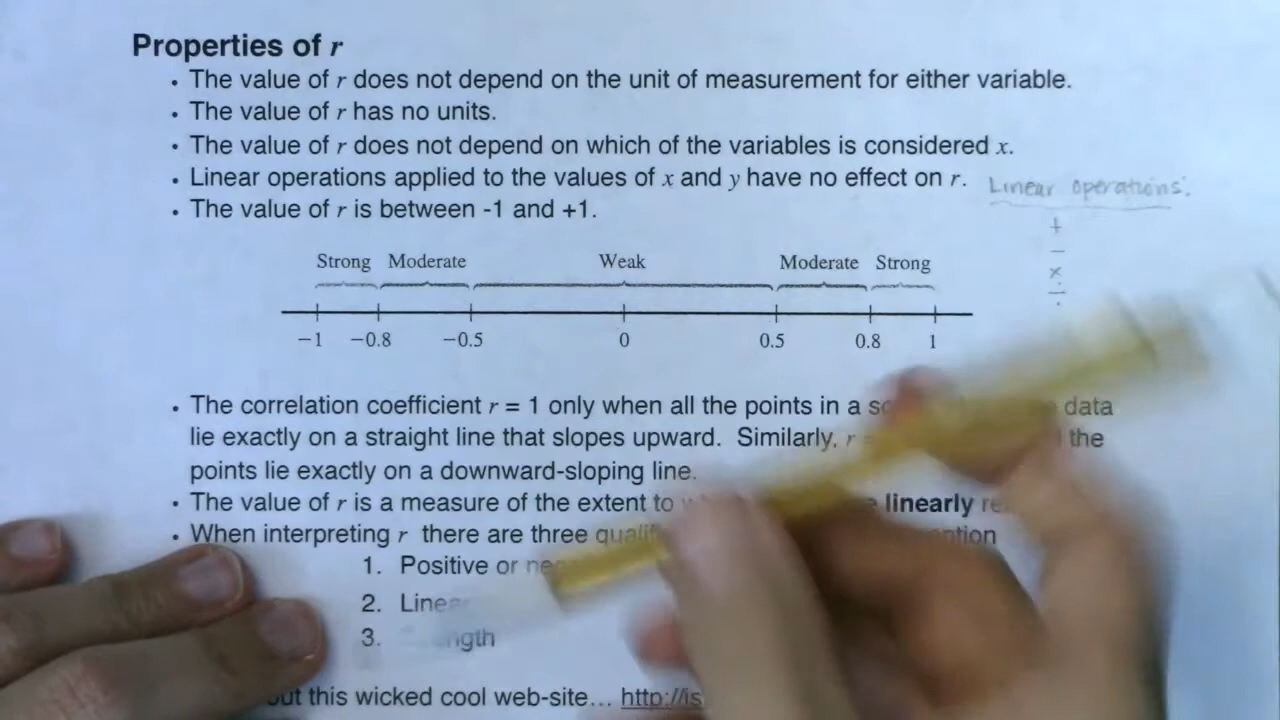 Properties of r
• The value of r does not depend on the unit of measurement for either variable.
• The value of r has no units.
• The value of r does not depend on which of the variables is considered x.
• Linear operations applied to the values of x and y have no effect on r.
Linear operations:
• The value of r is between -1 and +1.
+
−
×
÷
Strong Moderate Weak Moderate Strong
−1 −0.8 −0.5 0 0.5 0.8 1
• The correlation coefficient r = 1 only when all the points in a data
lie exactly on a straight line that slopes upward. Similarly, r the
points lie exactly on a downward-sloping line.
• The value of r is a measure of the extent to linearly
• When interpreting r there are three
1. Positive or
2.
3.
this wicked cool web-site...